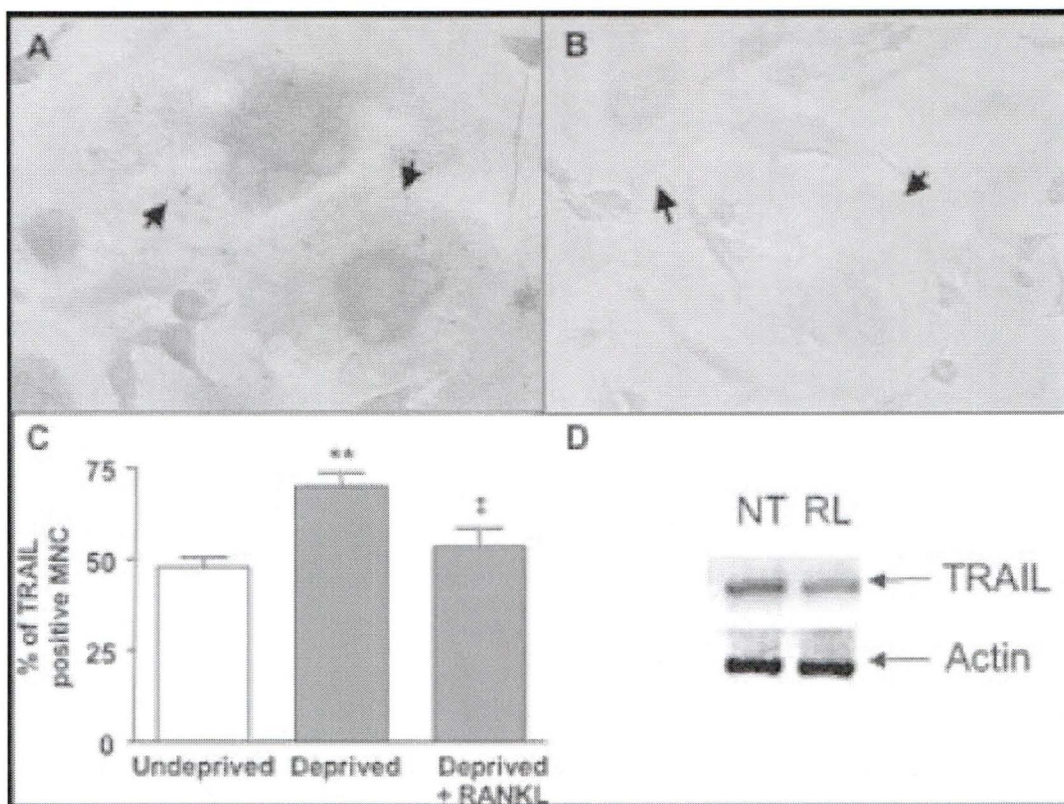 A
B
C
D
% of TRAIL
positive MNC
75
50
25
0
**
‡
Undeprived
Deprived
Deprived
+ RANKL
NT RL
TRAIL
Actin